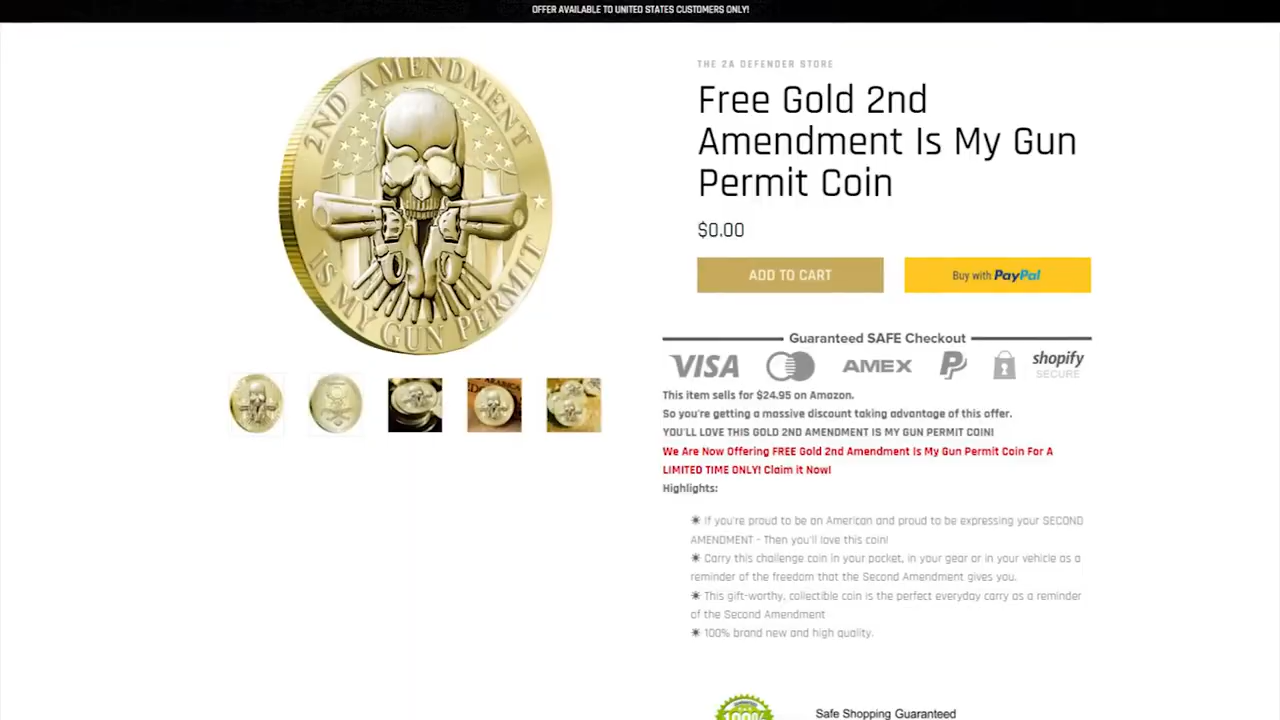 OFFER AVAILABLE TO UNITED STATES CUSTOMERS ONLY!
2ND AMENDMENT
IS MY GUN PERMIT
THE 2A DEFENDER STORE
Free Gold 2nd
Amendment Is My Gun
Permit Coin
$0.00
ADD TO CART
Buy with PayPal
Guaranteed SAFE Checkout
VISA
AMEX
shopify
SECURE
This item sells for $24.95 on Amazon.
So you're getting a massive discount taking advantage of this offer.
YOU'LL LOVE THIS GOLD 2ND AMENDMENT IS MY GUN PERMIT COIN!
We Are Now Offering FREE Gold 2nd Amendment Is My Gun Permit Coin For A
LIMITED TIME ONLY! Claim it Now!
Highlights:
✴ If you're proud to be an American and proud to be expressing your SECOND
AMENDMENT - Then you'll love this coin!
✴ Carry this challenge coin in your pocket, in your gear or in your vehicle as a
reminder of the freedom that the Second Amendment gives you.
✴ This gift-worthy, collectible coin is the perfect everyday carry as a reminder
of the Second Amendment
✴ 100% brand new and high quality.
100%
Safe Shopping Guaranteed